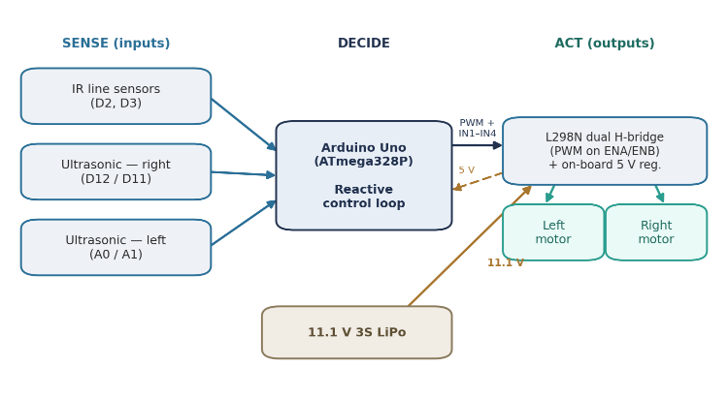 SENSE (inputs)
DECIDE
ACT (outputs)
IR line sensors
(D2, D3)
Ultrasonic — right
(D12 / D11)
Ultrasonic — left
(A0 / A1)
Arduino Uno
(ATmega328P)
Reactive
control loop
PWM +
IN1–IN4
5 V
L298N dual H-bridge
(PWM on ENA/ENB)
+ on-board 5 V reg.
Left
motor
Right
motor
11.1 V
11.1 V 3S LiPo